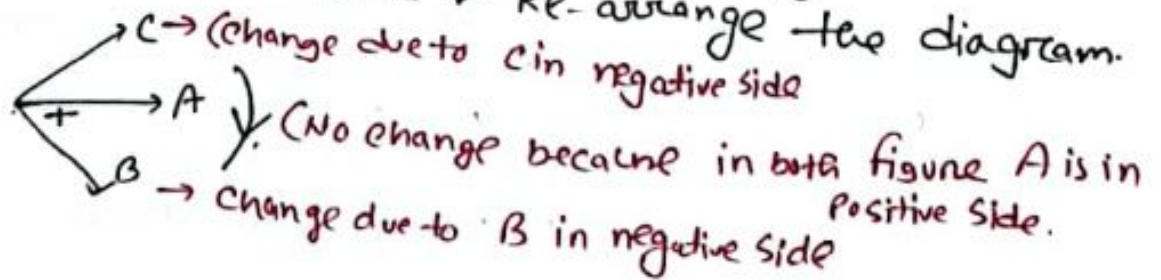 Re-arrange the diagram.
C → (Change due to C in negative side
+ A (No change because in both figure A is in
Positive Side.
B → Change due to B in negative side